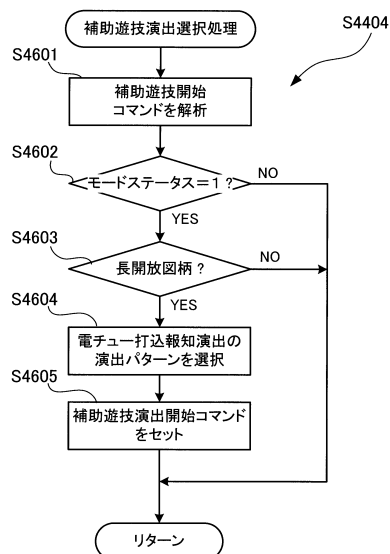 補助遊技演出選択処理
S4404
S4601
補助遊技開始
コマンドを解析
S4602
モードステータス＝１？
NO
YES
S4603
長開放図柄？
NO
YES
S4604
電チュー打込報知演出の
演出パターンを選択
S4605
補助遊技演出開始コマンド
をセット
リターン